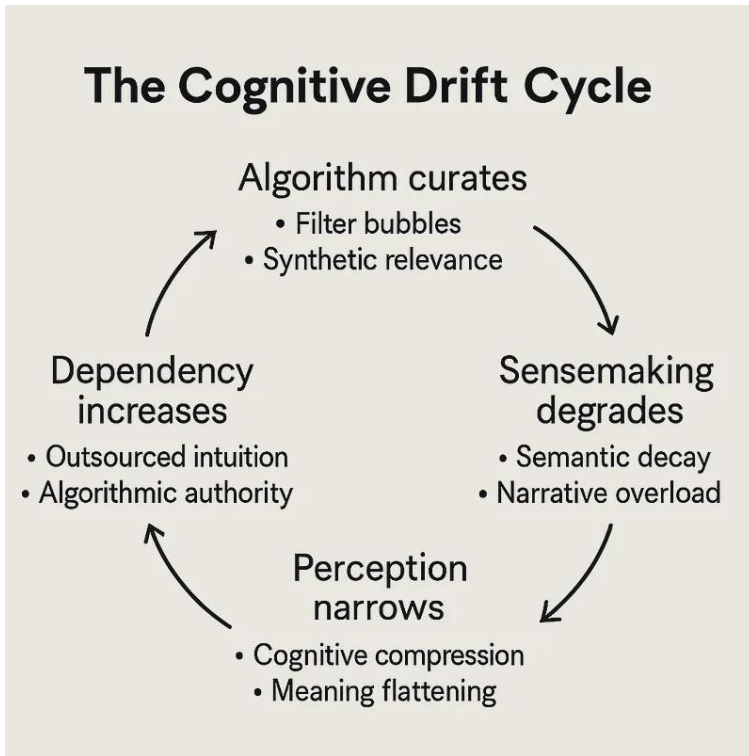 The Cognitive Drift Cycle
Algorithm curates
• Filter bubbles
• Synthetic relevance
Sensemaking
degrades
• Semantic decay
• Narrative overload
Perception
narrows
• Cognitive compression
• Meaning flattening
Dependency
increases
• Outsourced intuition
• Algorithmic authority